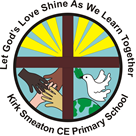 Let God's Love Shine As We Learn Together
Kirk Smeaton CE Primary School